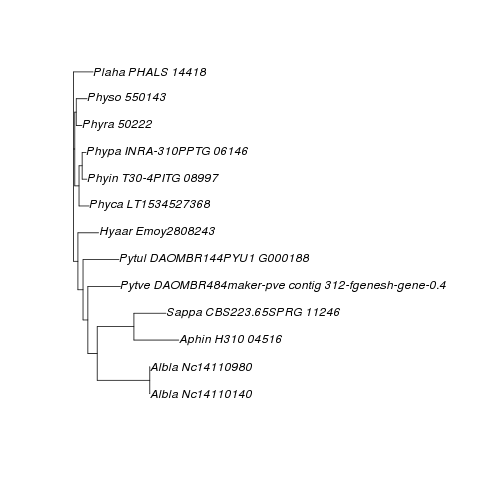 Plaha PHALS 14418
Physo 550143
Phyra 50222
Phypa INRA-310PPTG 06146
Phyin T30-4PITG 08997
Phyca LT1534527368
Hyaar Emoy2808243
Pytul DAOMBR144PYU1 G000188
Pytve DAOMBR484maker-pve contig 312-fgenesh-gene-0.4
Sappa CBS223.65SPRG 11246
Aphin H310 04516
Albla Nc14110980
Albla Nc14110140